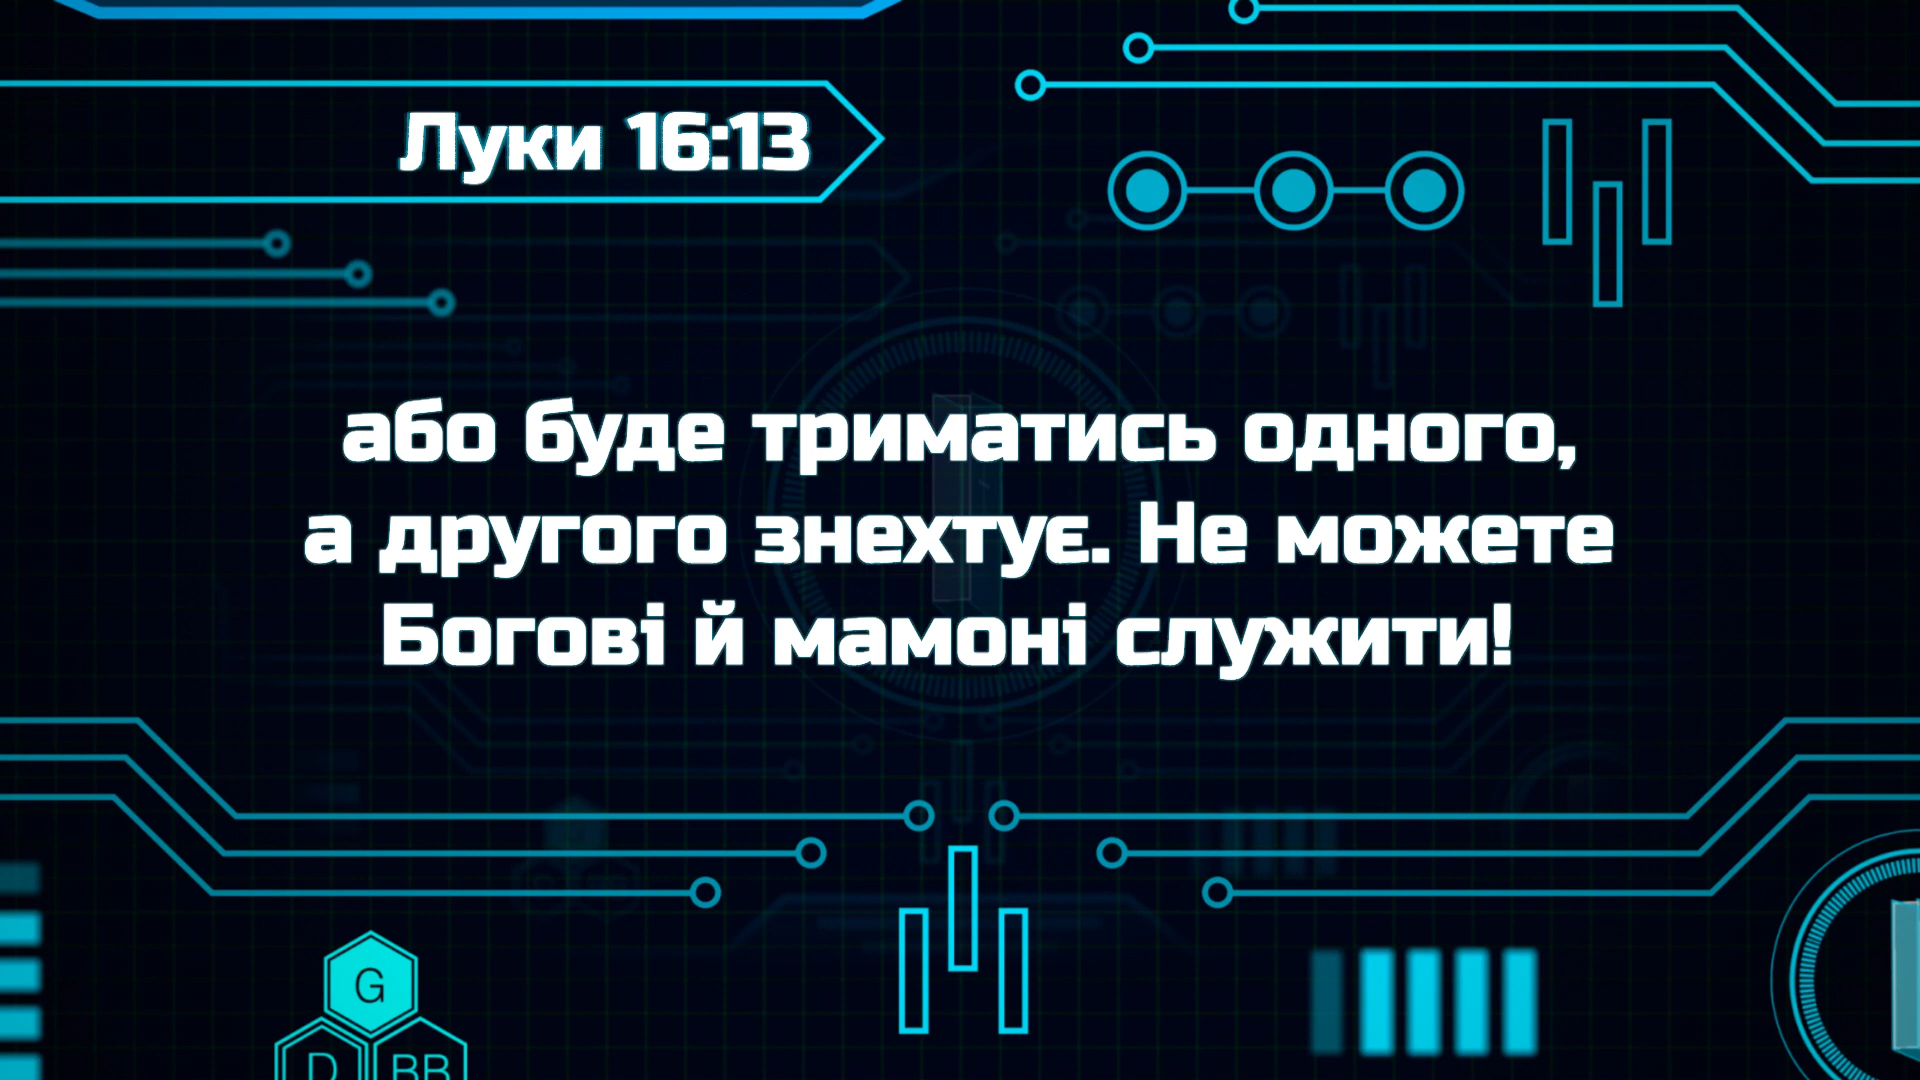 Луки 16:13
або буде триматись одного,
а другого знехтує. Не можете
Богові й мамоні служити!
G
D BB